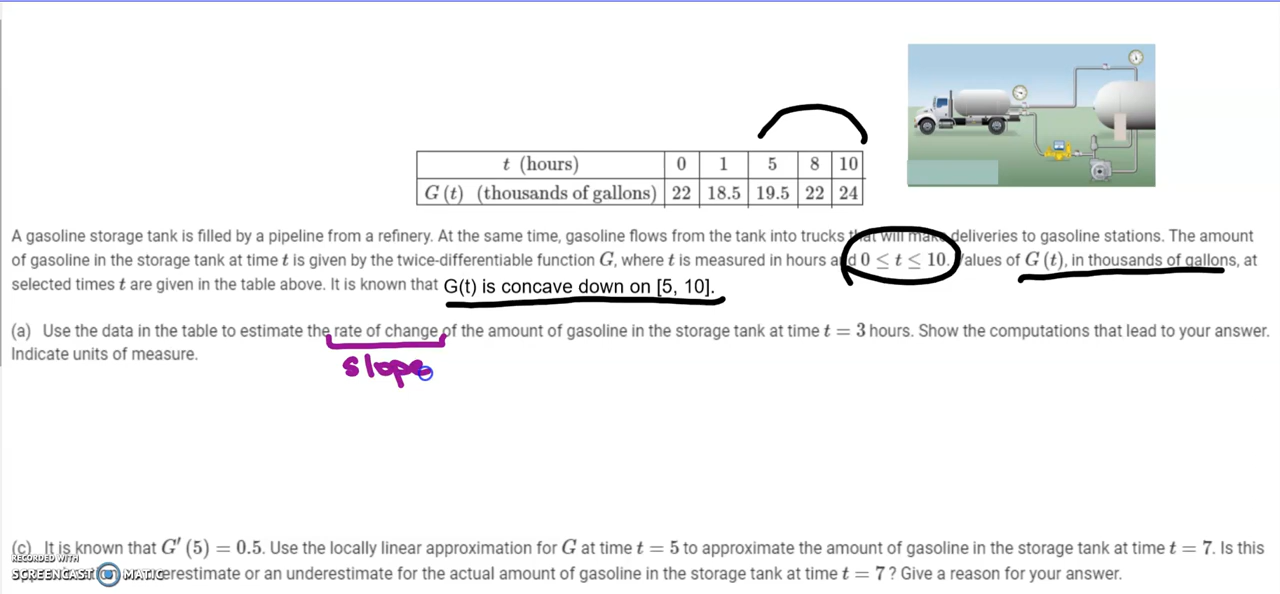 t (hours) 0 1 5 8 10
G (t) (thousands of gallons) 22 18.5 19.5 22 24
A gasoline storage tank is filled by a pipeline from a refinery. At the same time, gasoline flows from the tank into trucks that will make deliveries to gasoline stations. The amount
of gasoline in the storage tank at time t is given by the twice-differentiable function G, where t is measured in hours and 0 ≤ t ≤ 10. Values of G (t), in thousands of gallons, at
selected times t are given in the table above. It is known that G(t) is concave down on [5, 10].
(a) Use the data in the table to estimate the rate of change of the amount of gasoline in the storage tank at time t = 3 hours. Show the computations that lead to your answer.
Indicate units of measure.
slope
(c) It is known that G′ (5) = 0.5. Use the locally linear approximation for G at time t = 5 to approximate the amount of gasoline in the storage tank at time t = 7. Is this
erestimate or an underestimate for the actual amount of gasoline in the storage tank at time t = 7? Give a reason for your answer.
RECORDED WITH
SCREENCAST MATIC